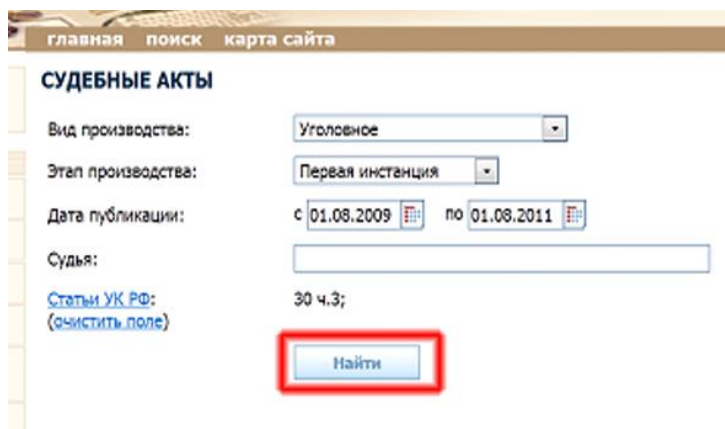 главная поиск карта сайта
СУДЕБНЫЕ АКТЫ
Вид производства: Уголовное
Этап производства: Первая инстанция
Дата публикации: с 01.08.2009 по 01.08.2011
Судья:
Статьи УК РФ: 30 ч.3;
(очистить поле)
Найти